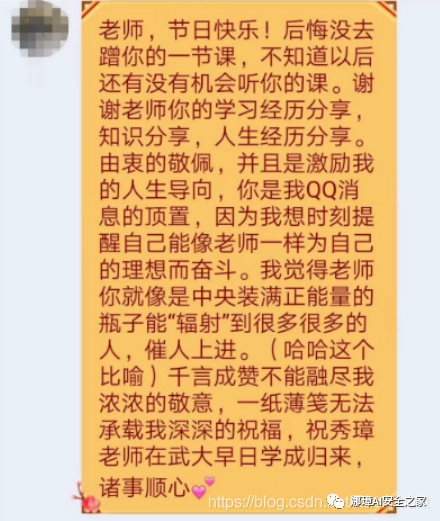 老师，节日快乐！后悔没去
蹭你的一节课，不知道以后
还有没有机会听你的课。谢
谢老师你的学习经历分享，
知识分享，人生经历分享。
由衷的敬佩，并且是激励我
的人生导向，你是我QQ消
息的顶置，因为我想时刻提
醒自己能像老师一样为自己
的理想而奋斗。我觉得老师
你就像是中央装满正能量的
瓶子能“辐射”到很多很多的
人，催人上进。（哈哈这个
比喻）千言成赞不能融尽我
浓浓的敬意，一纸薄笺无法
承载我深深的祝福，祝秀璋
老师在武大早日学成归来，
诸事顺心💕
https://blog.csdn.net
娜璋AI安全之家